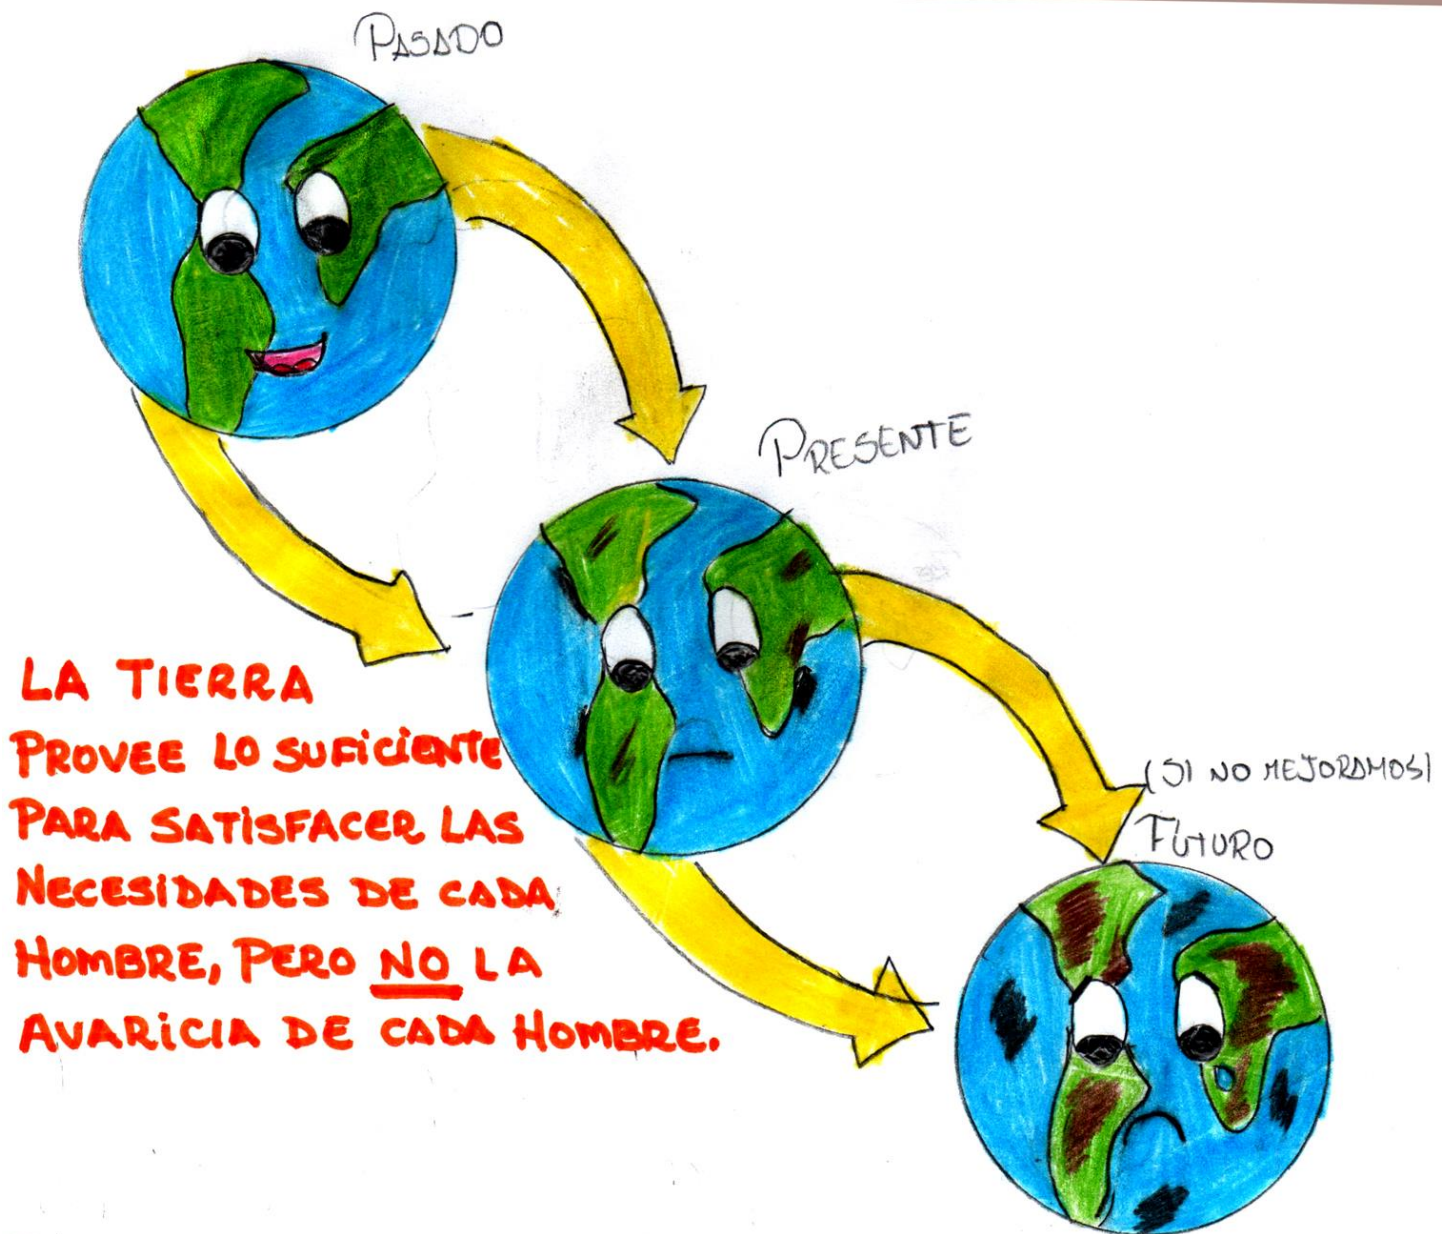 PASADO
PRESENTE
LA TIERRA
PROVEE LO SUFICIENTE
PARA SATISFACER LAS
NECESIDADES DE CADA
HOMBRE, PERO NO LA
AVARICIA DE CADA HOMBRE.
(SI NO MEJORAMOS)
FUTURO